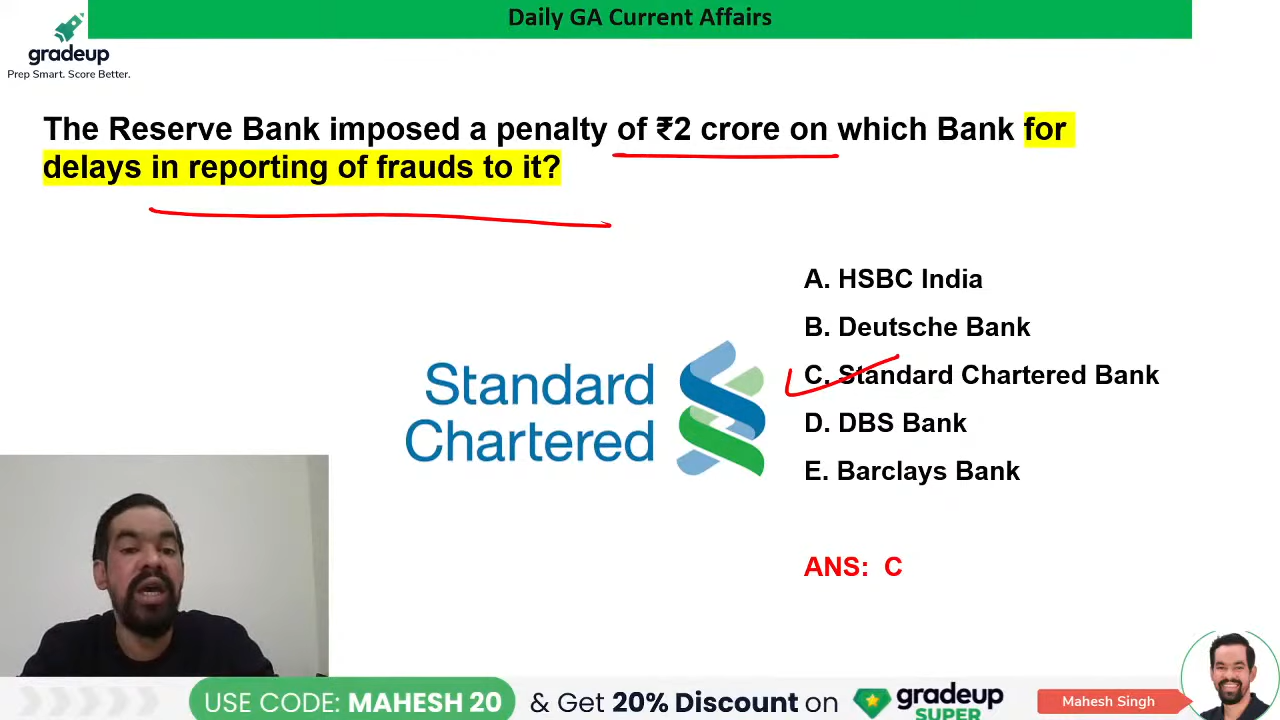 Daily GA Current Affairs
gradeup
Prep Smart. Score Better.
The Reserve Bank imposed a penalty of ₹2 crore on which Bank for
delays in reporting of frauds to it?
A. HSBC India
B. Deutsche Bank
C. Standard Chartered Bank
D. DBS Bank
E. Barclays Bank
Standard
Chartered
ANS: C
USE CODE: MAHESH 20 & Get 20% Discount on gradeup
SUPER
Mahesh Singh